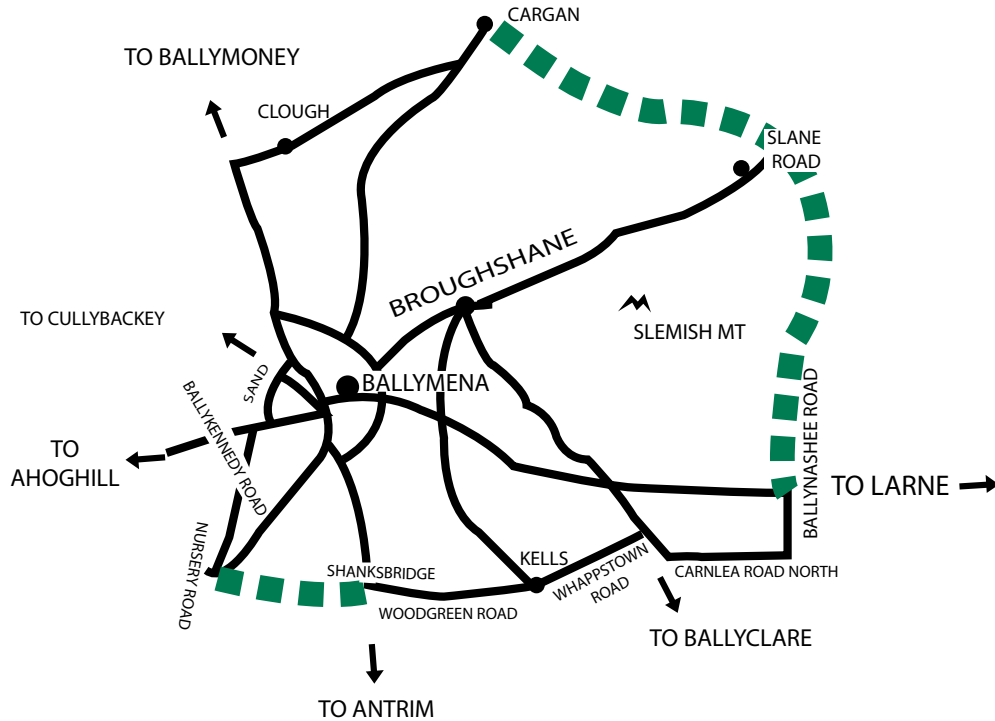 CARGAN
TO BALLYMONEY
CLOUGH
SLANE
ROAD
BROUGHSHANE
TO CULLYBACKEY
SLEMISH MT
SAND
BALLYMENA
BALLYKENNEDY ROAD
BALLYNASHEE ROAD
TO
AHOGHILL
TO LARNE
NURSERY ROAD
SHANKSBRIDGE
KELLS
WHAPPSTOWN
ROAD
CARNLEA ROAD NORTH
WOODGREEN ROAD
TO BALLYCLARE
TO ANTRIM